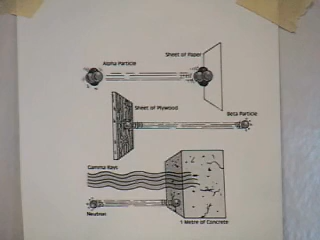 Sheet of Paper
Alpha Particle
Sheet of Plywood
Beta Particle
Gamma Rays
Neutron
1 Metre of Concrete